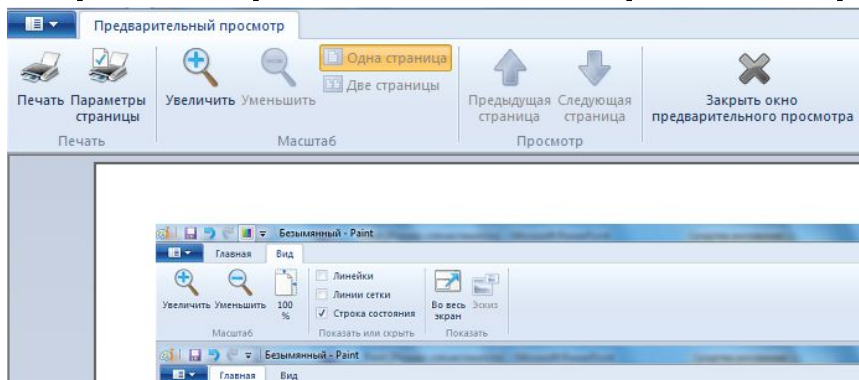 Предварительный просмотр
Печать
Параметры страницы
Увеличить
Уменьшить
Одна страница
Две страницы
Предыдущая страница
Следующая страница
Закрыть окно предварительного просмотра
Печать
Масштаб
Просмотр
Безымянный - Paint
Главная Вид
Увеличить Уменьшить 100 %
Линейки
Линии сетки
Строка состояния
Во весь экран
Эскиз
Масштаб
Показать или скрыть
Показать
Безымянный - Paint
Главная Вид